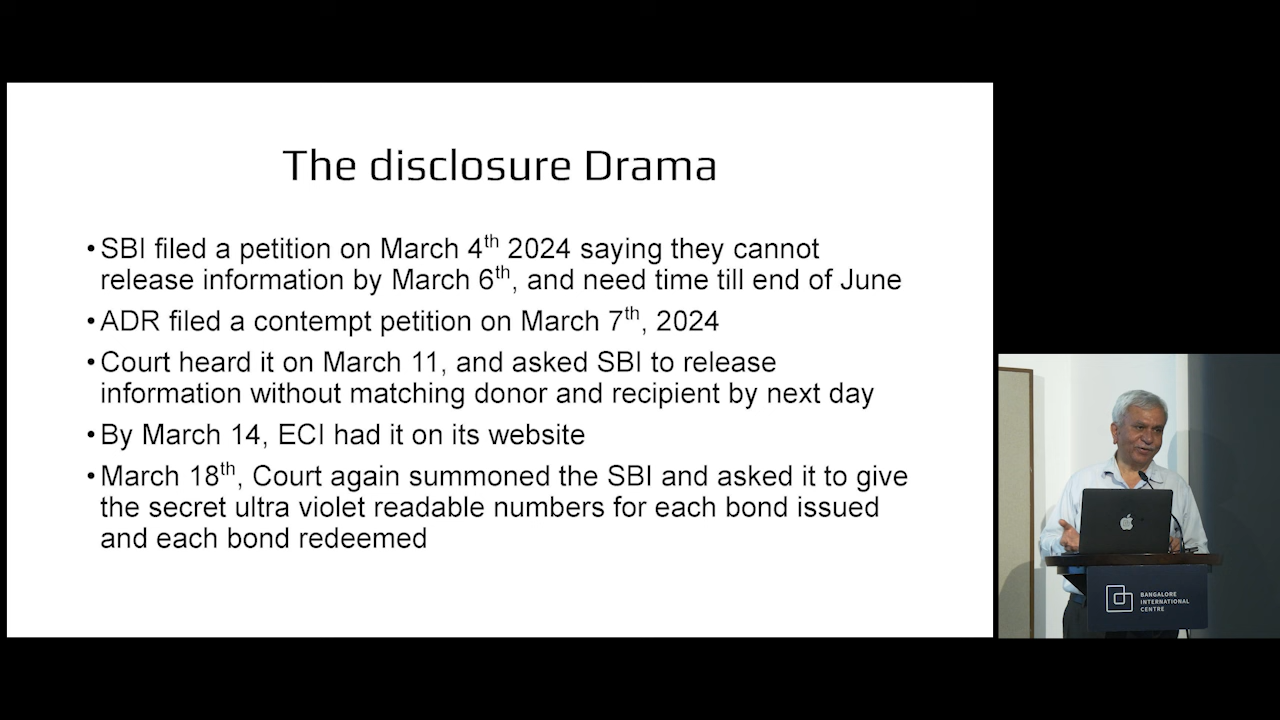 The disclosure Drama
• SBI filed a petition on March 4th 2024 saying they cannot
release information by March 6th, and need time till end of June
• ADR filed a contempt petition on March 7th, 2024
• Court heard it on March 11, and asked SBI to release
information without matching donor and recipient by next day
• By March 14, ECI had it on its website
• March 18th, Court again summoned the SBI and asked it to give
the secret ultra violet readable numbers for each bond issued
and each bond redeemed
BANGALORE
INTERNATIONAL
CENTRE